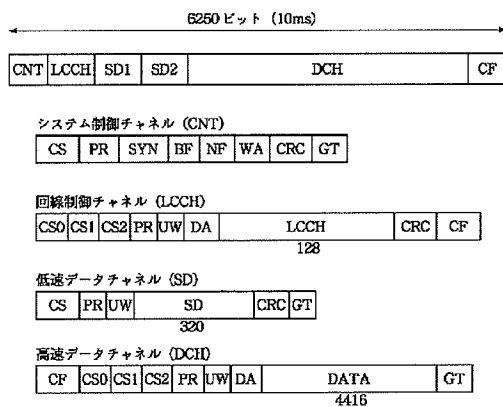 6250 ビット (10ms)
CNT LCCH SD1 SD2 DCH CF
システム制御チャネル (CNT)
CS PR SYN BF NF WA CRC GT
回線制御チャネル (LCCH)
CS0 CS1 CS2 PR UW DA LCCH CRC CF
128
低速データチャネル (SD)
CS PR UW SD CRC GT
320
高速データチャネル (DCH)
CF CS0 CS1 CS2 PR UW DA DATA GT
4416